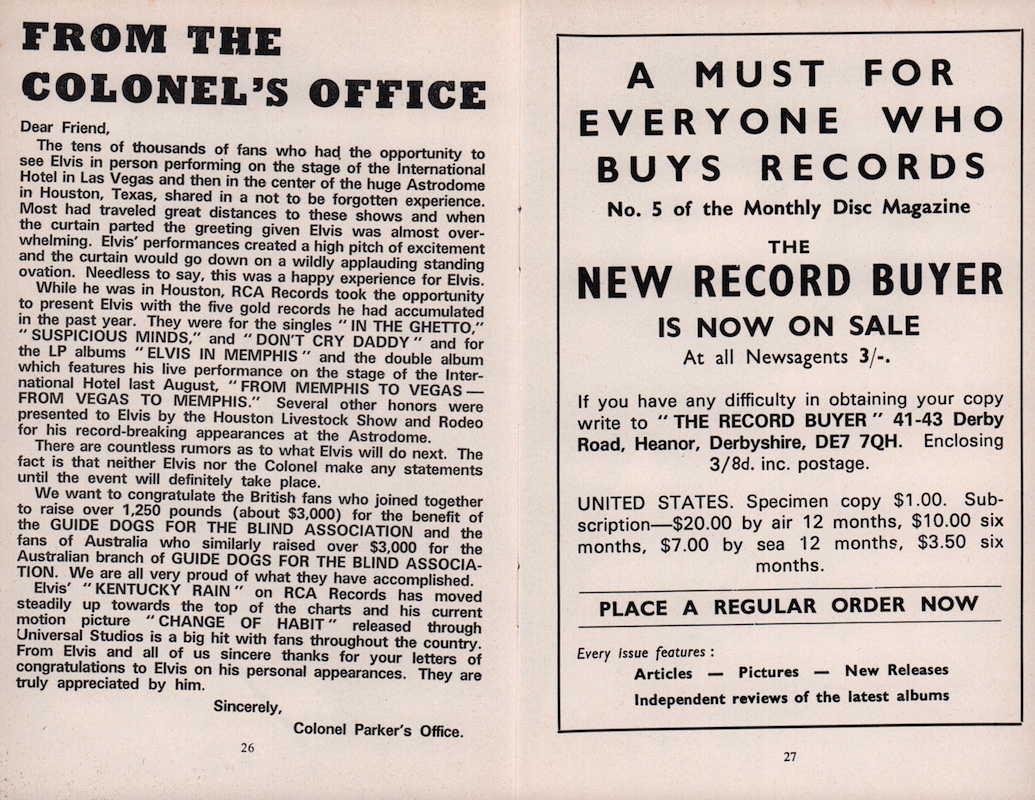 FROM THE
COLONEL'S OFFICE
Dear Friend,
The tens of thousands of fans who had the opportunity to
see Elvis in person performing on the stage of the International
Hotel in Las Vegas and then in the center of the huge Astrodome
in Houston, Texas, shared in a not to be forgotten experience.
Most had traveled great distances to these shows and when
the curtain parted the greeting given Elvis was almost over-
whelming. Elvis' performances created a high pitch of excitement
and the curtain would go down on a wildly applauding standing
ovation. Needless to say, this was a happy experience for Elvis.
While he was in Houston, RCA Records took the opportunity
to present Elvis with the five gold records he had accumulated
in the past year. They were for the singles "IN THE GHETTO,"
"SUSPICIOUS MINDS," and "DON'T CRY DADDY" and for
the LP albums "ELVIS IN MEMPHIS" and the double album
which features his live performance on the stage of the Inter-
national Hotel last August, "FROM MEMPHIS TO VEGAS —
FROM VEGAS TO MEMPHIS." Several other honors were
presented to Elvis by the Houston Livestock Show and Rodeo
for his record-breaking appearances at the Astrodome.
There are countless rumors as to what Elvis will do next. The
fact is that neither Elvis nor the Colonel make any statements
until the event will definitely take place.
We want to congratulate the British fans who joined together
to raise over 1,250 pounds (about $3,000) for the benefit of
the GUIDE DOGS FOR THE BLIND ASSOCIATION and the
fans of Australia who similarly raised over $3,000 for the
Australian branch of GUIDE DOGS FOR THE BLIND ASSOCIA-
TION. We are all very proud of what they have accomplished.
Elvis' "KENTUCKY RAIN" on RCA Records has moved
steadily up towards the top of the charts and his current
motion picture "CHANGE OF HABIT" released through
Universal Studios is a big hit with fans throughout the country.
From Elvis and all of us sincere thanks for your letters of
congratulations to Elvis on his personal appearances. They are
truly appreciated by him.
Sincerely,
Colonel Parker's Office.
26
A MUST FOR
EVERYONE WHO
BUYS RECORDS
No. 5 of the Monthly Disc Magazine
THE
NEW RECORD BUYER
IS NOW ON SALE
At all Newsagents 3/-.
If you have any difficulty in obtaining your copy
write to "THE RECORD BUYER" 41-43 Derby
Road, Heanor, Derbyshire, DE7 7QH. Enclosing
3/8d. inc. postage.
UNITED STATES. Specimen copy $1.00. Sub-
scription—$20.00 by air 12 months, $10.00 six
months, $7.00 by sea 12 months, $3.50 six
months.
PLACE A REGULAR ORDER NOW
Every issue features :
Articles — Pictures — New Releases
Independent reviews of the latest albums
27